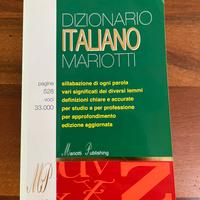 DIZIONARIO
ITALIANO
MARIOTTI
pagine
528
voci
33.000
sillabazione di ogni parola
vari significati dei diversi lemmi
definizioni chiare e accurate
per studio e per professione
per approfondimento
edizione aggiornata
MP
Mariotti Publishing